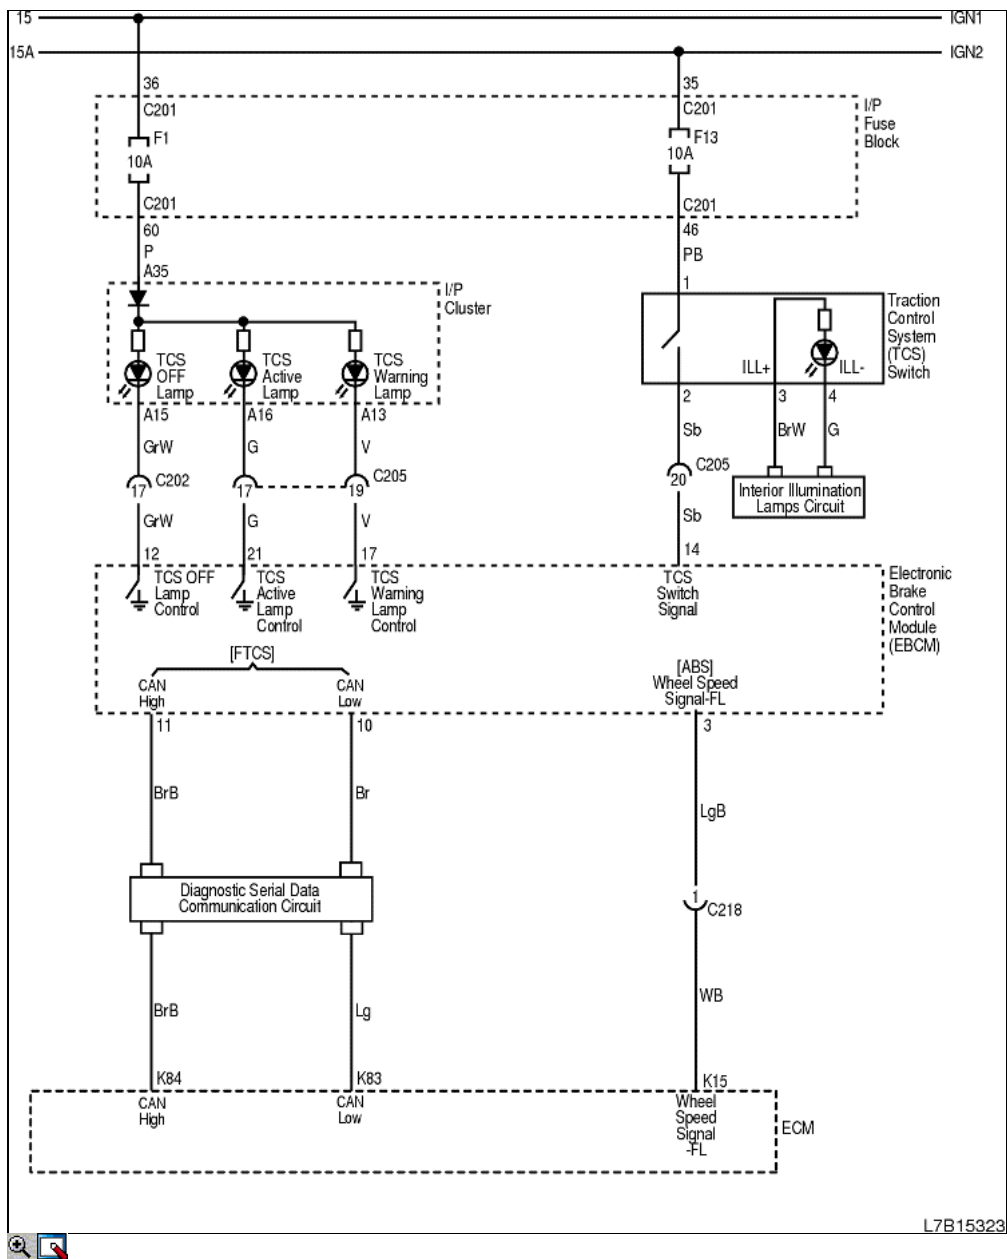 15
IGN1
15A
IGN2
36
35
C201
C201
I/P
Fuse
Block
F1
10A
F13
10A
C201
C201
60
46
P
PB
A35
1
I/P
Cluster
Traction
Control
System
(TCS)
Switch
TCS
OFF
Lamp
TCS
Active
Lamp
TCS
Warning
Lamp
ILL+
ILL-
A15
A16
A13
2
3
4
GrW
G
V
Sb
BrW
G
17
C202
17
19
C205
20
C205
Interior Illumination
Lamps Circuit
GrW
G
V
Sb
12
21
17
14
TCS OFF
Lamp
Control
TCS
Active
Lamp
Control
TCS
Warning
Lamp
Control
TCS
Switch
Signal
Electronic
Brake
Control
Module
(EBCM)
[FTCS]
CAN
High
CAN
Low
[ABS]
Wheel Speed
Signal-FL
11
10
3
BrB
Br
LgB
Diagnostic Serial Data
Communication Circuit
1
C218
BrB
Lg
WB
K84
K83
K15
CAN
High
CAN
Low
Wheel
Speed
Signal
-FL
ECM
L7B15323